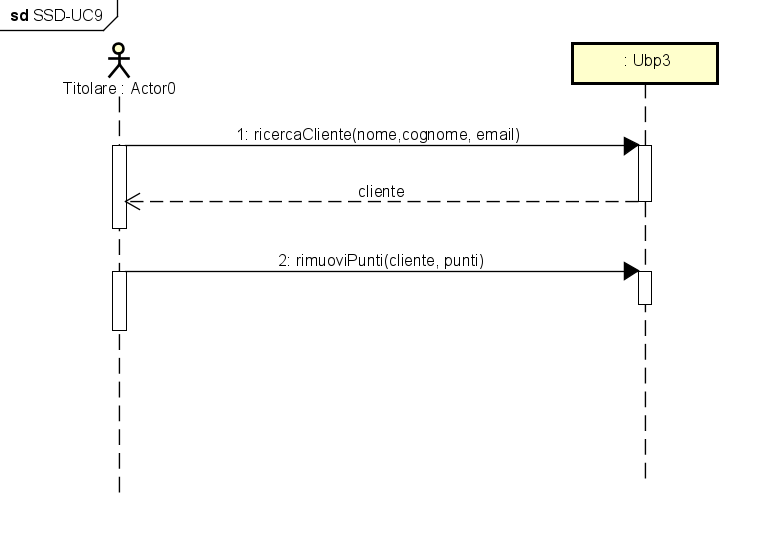 sd SSD-UC9
Titolare : Actor0
: Ubp3
1: ricercaCliente(nome,cognome, email)
cliente
2: rimuoviPunti(cliente, punti)